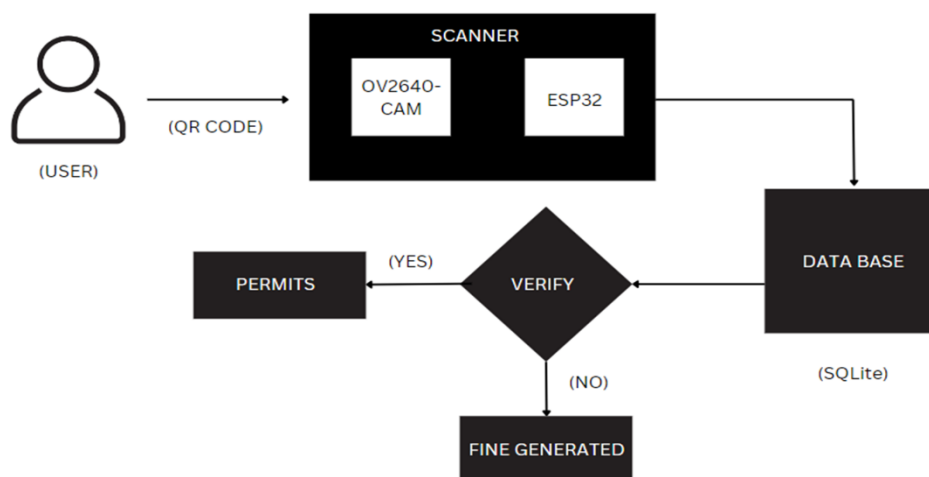 SCANNER
OV2640-
CAM
ESP32
(QR CODE)
(USER)
DATA BASE
(SQLite)
VERIFY
(YES)
PERMITS
(NO)
FINE GENERATED